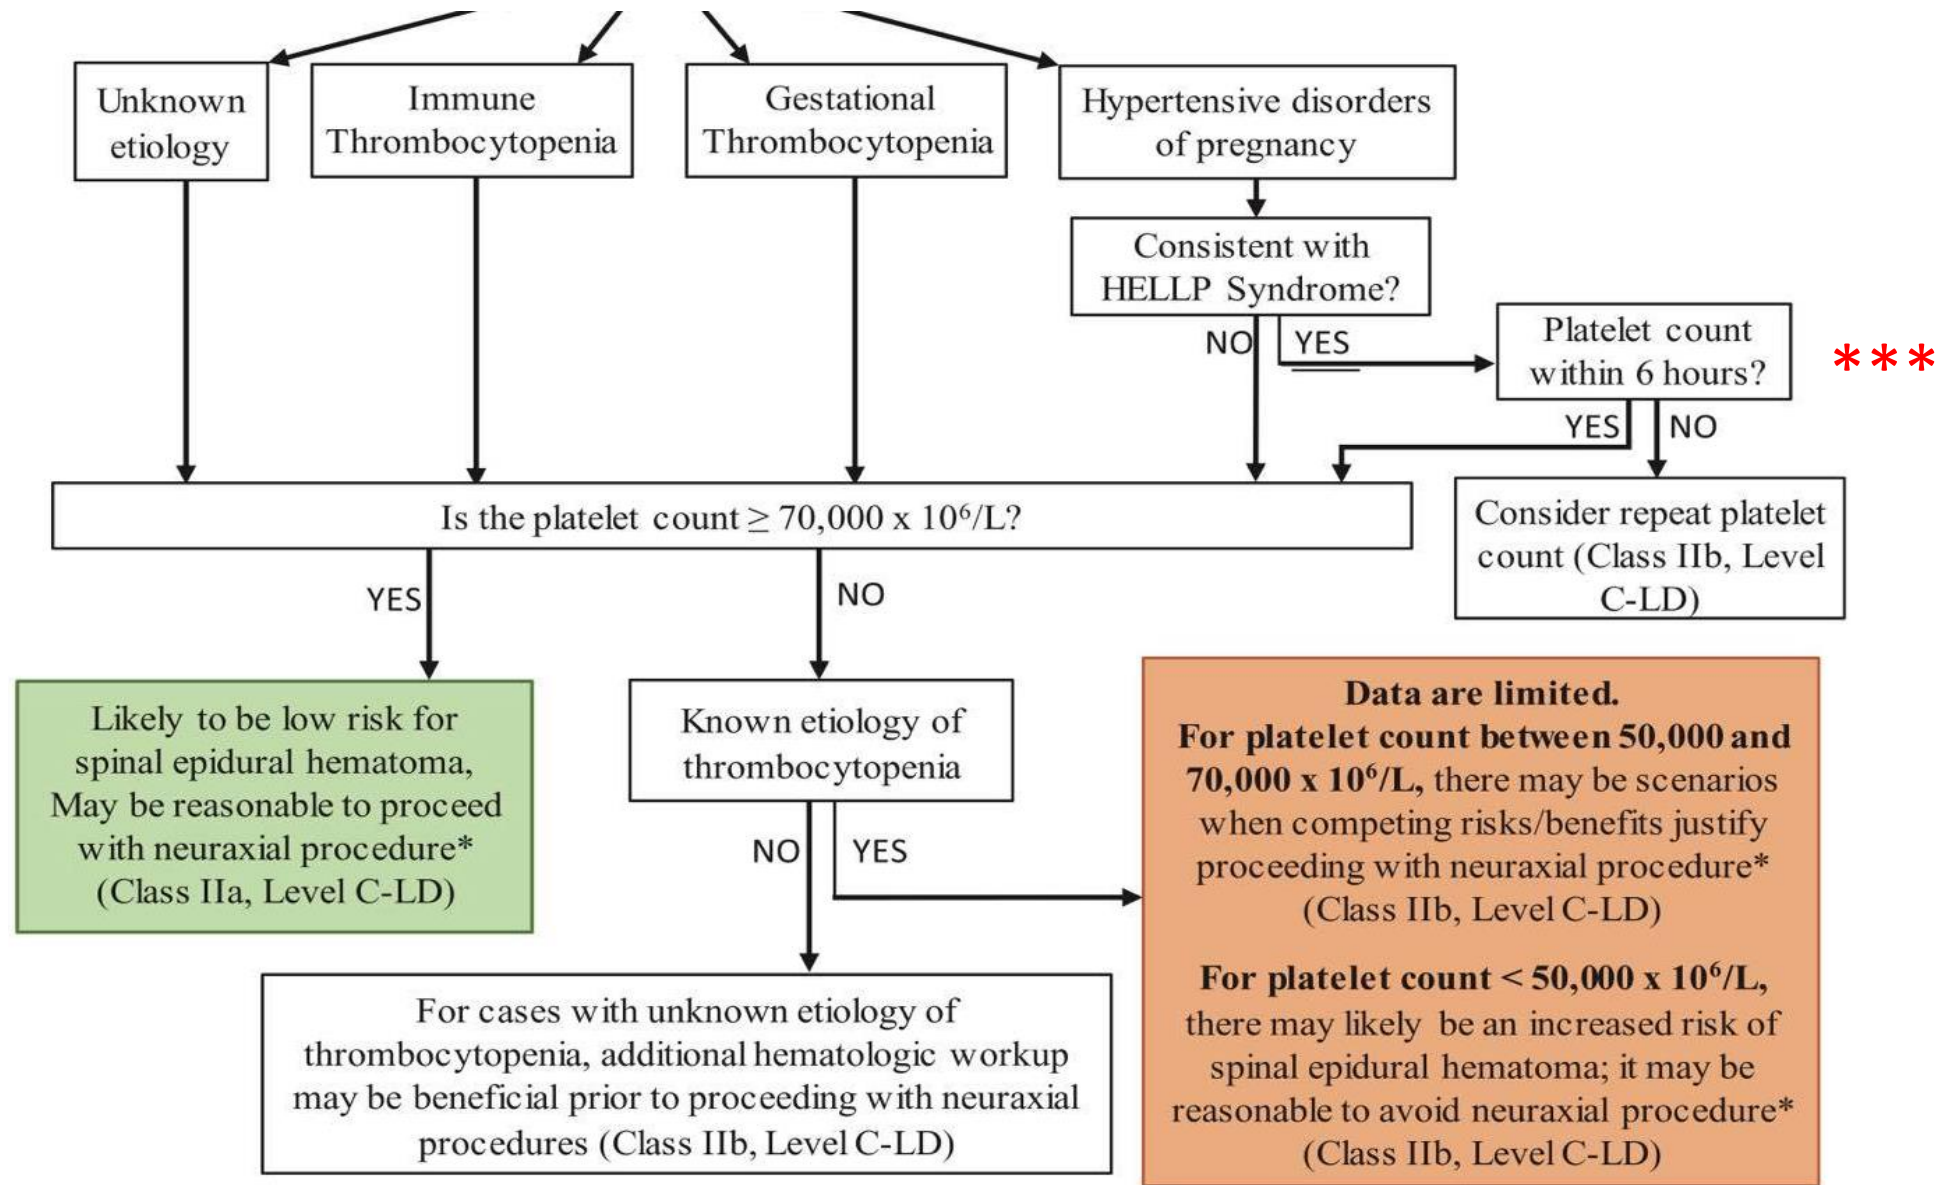 Unknown
etiology
Immune
Thrombocytopenia
Gestational
Thrombocytopenia
Hypertensive disorders
of pregnancy
Consistent with
HELLP Syndrome?
NO
YES
Platelet count
within 6 hours?
***
YES
NO
Is the platelet count ≥ 70,000 x 10⁶/L?
Consider repeat platelet
count (Class IIb, Level
C-LD)
YES
NO
Likely to be low risk for
spinal epidural hematoma,
May be reasonable to proceed
with neuraxial procedure*
(Class IIa, Level C-LD)
Known etiology of
thrombocytopenia
NO
YES
Data are limited.
For platelet count between 50,000 and
70,000 x 10⁶/L, there may be scenarios
when competing risks/benefits justify
proceeding with neuraxial procedure*
(Class IIb, Level C-LD)
For platelet count < 50,000 x 10⁶/L,
there may likely be an increased risk of
spinal epidural hematoma; it may be
reasonable to avoid neuraxial procedure*
(Class IIb, Level C-LD)
For cases with unknown etiology of
thrombocytopenia, additional hematologic workup
may be beneficial prior to proceeding with neuraxial
procedures (Class IIb, Level C-LD)